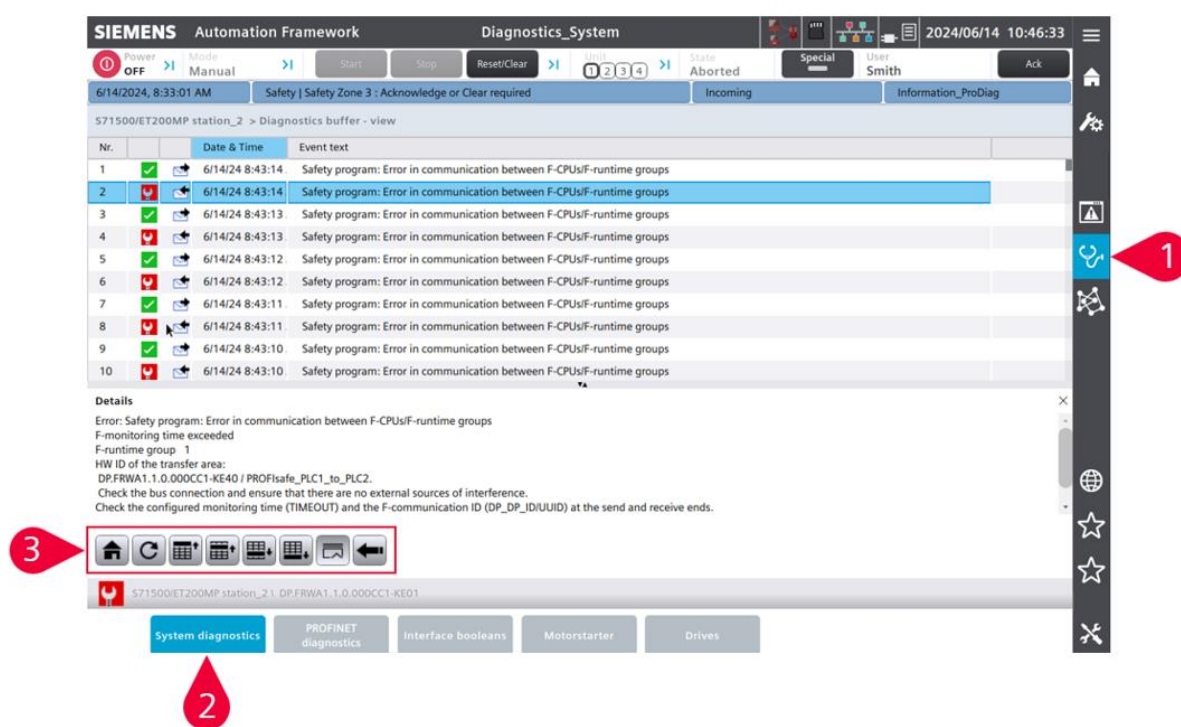 SIEMENS Automation Framework Diagnostics_System 2024/06/14 10:46:33
Power OFF Mode Manual Start Stop Reset/Clear Unit 1 2 3 4 State Aborted Special User Smith Ack
6/14/2024, 8:33:01 AM Safety | Safety Zone 3 : Acknowledge or Clear required Incoming Information_ProDiag
S71500/ET200MP station_2 > Diagnostics buffer - view
Nr. Date & Time Event text
1 6/14/24 8:43:14 Safety program: Error in communication between F-CPUs/F-runtime groups
2 6/14/24 8:43:14 Safety program: Error in communication between F-CPUs/F-runtime groups
3 6/14/24 8:43:13 Safety program: Error in communication between F-CPUs/F-runtime groups
4 6/14/24 8:43:13 Safety program: Error in communication between F-CPUs/F-runtime groups
5 6/14/24 8:43:12 Safety program: Error in communication between F-CPUs/F-runtime groups
6 6/14/24 8:43:12 Safety program: Error in communication between F-CPUs/F-runtime groups
7 6/14/24 8:43:11 Safety program: Error in communication between F-CPUs/F-runtime groups
8 6/14/24 8:43:11 Safety program: Error in communication between F-CPUs/F-runtime groups
9 6/14/24 8:43:10 Safety program: Error in communication between F-CPUs/F-runtime groups
10 6/14/24 8:43:10 Safety program: Error in communication between F-CPUs/F-runtime groups
1
Details
Error: Safety program: Error in communication between F-CPUs/F-runtime groups
F-monitoring time exceeded
F-runtime group 1
HW ID of the transfer area:
DP.FRWA1.1.0.000CC1-KE40 / PROFIsafe_PLC1_to_PLC2.
Check the bus connection and ensure that there are no external sources of interference.
Check the configured monitoring time (TIMEOUT) and the F-communication ID (DP_DP_ID/UUID) at the send and receive ends.
3
S71500/ET200MP station_2 \ DP.FRWA1.1.0.000CC1-KE01
System diagnostics PROFINET diagnostics Interface booleans Motorstarter Drives
2